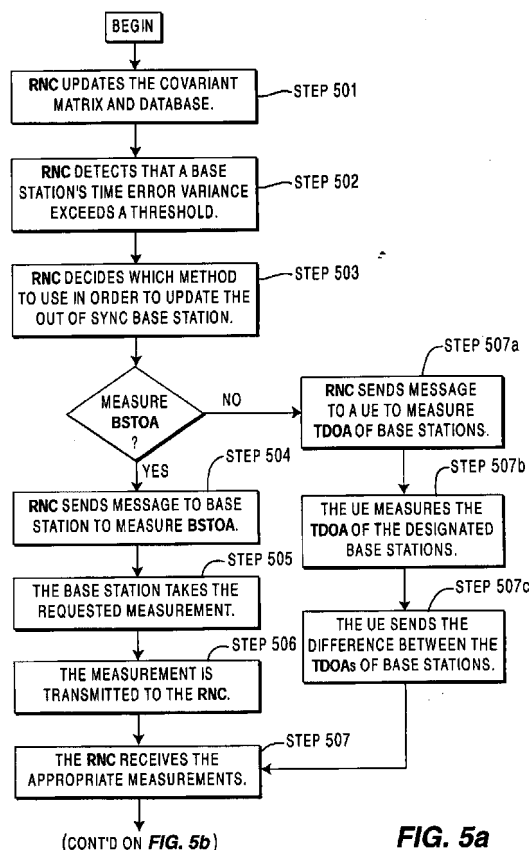 BEGIN
RNC UPDATES THE COVARIANT
MATRIX AND DATABASE.
STEP 501
RNC DETECTS THAT A BASE
STATION'S TIME ERROR VARIANCE
EXCEEDS A THRESHOLD.
STEP 502
RNC DECIDES WHICH METHOD
TO USE IN ORDER TO UPDATE THE
OUT OF SYNC BASE STATION.
STEP 503
MEASURE
BSTOA
?
NO
YES
STEP 507a
RNC SENDS MESSAGE
TO A UE TO MEASURE
TDOA OF BASE STATIONS.
STEP 504
RNC SENDS MESSAGE TO BASE
STATION TO MEASURE BSTOA.
STEP 507b
THE UE MEASURES THE
TDOA OF THE DESIGNATED
BASE STATIONS.
STEP 505
THE BASE STATION TAKES THE
REQUESTED MEASUREMENT.
STEP 507c
THE UE SENDS THE
DIFFERENCE BETWEEN THE
TDOAs OF BASE STATIONS.
STEP 506
THE MEASUREMENT IS
TRANSMITTED TO THE RNC.
STEP 507
THE RNC RECEIVES THE
APPROPRIATE MEASUREMENTS.
(CONT'D ON FIG. 5b)
FIG. 5a